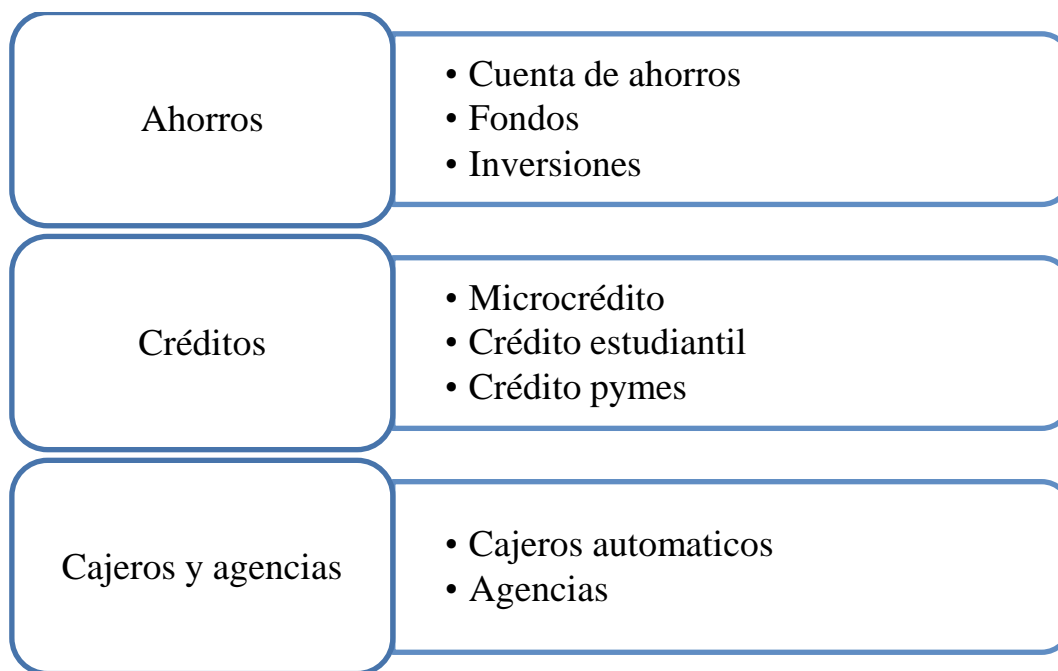 Ahorros
• Cuenta de ahorros
• Fondos
• Inversiones
Créditos
• Microcrédito
• Crédito estudiantil
• Crédito pymes
Cajeros y agencias
• Cajeros automaticos
• Agencias